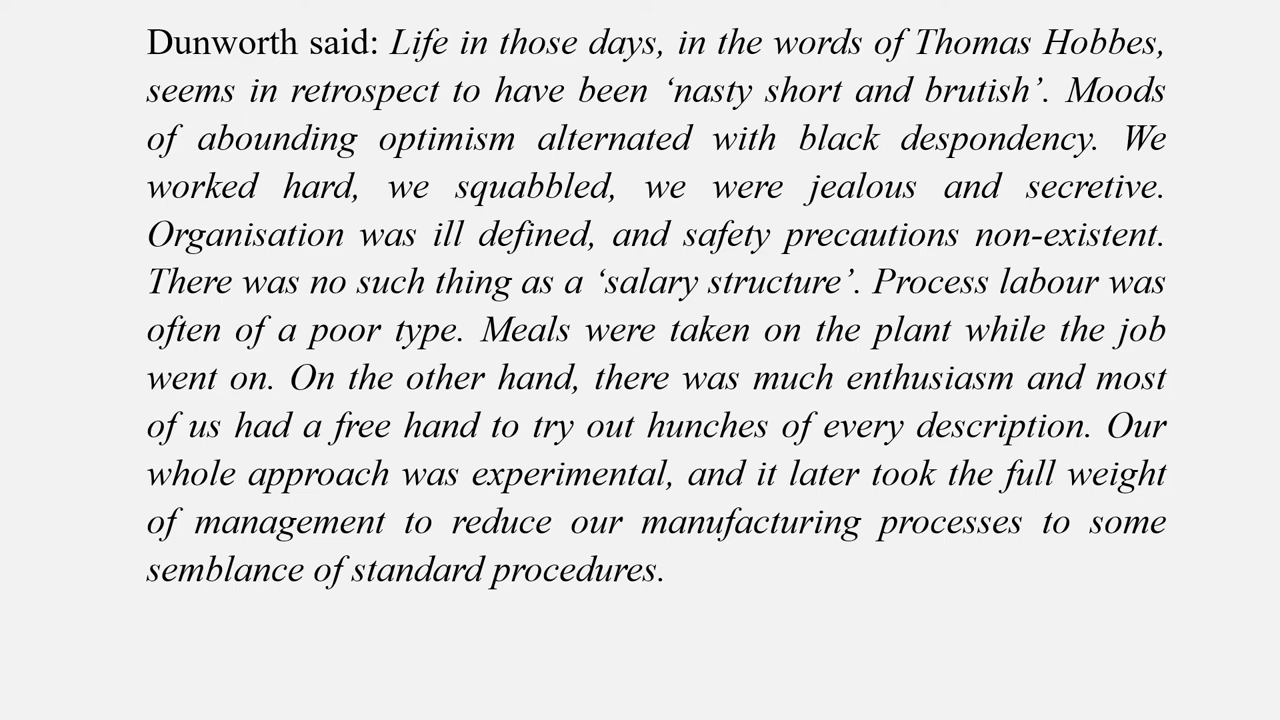 Dunworth said: Life in those days, in the words of Thomas Hobbes,
seems in retrospect to have been ‘nasty short and brutish’. Moods
of abounding optimism alternated with black despondency. We
worked hard, we squabbled, we were jealous and secretive.
Organisation was ill defined, and safety precautions non-existent.
There was no such thing as a ‘salary structure’. Process labour was
often of a poor type. Meals were taken on the plant while the job
went on. On the other hand, there was much enthusiasm and most
of us had a free hand to try out hunches of every description. Our
whole approach was experimental, and it later took the full weight
of management to reduce our manufacturing processes to some
semblance of standard procedures.